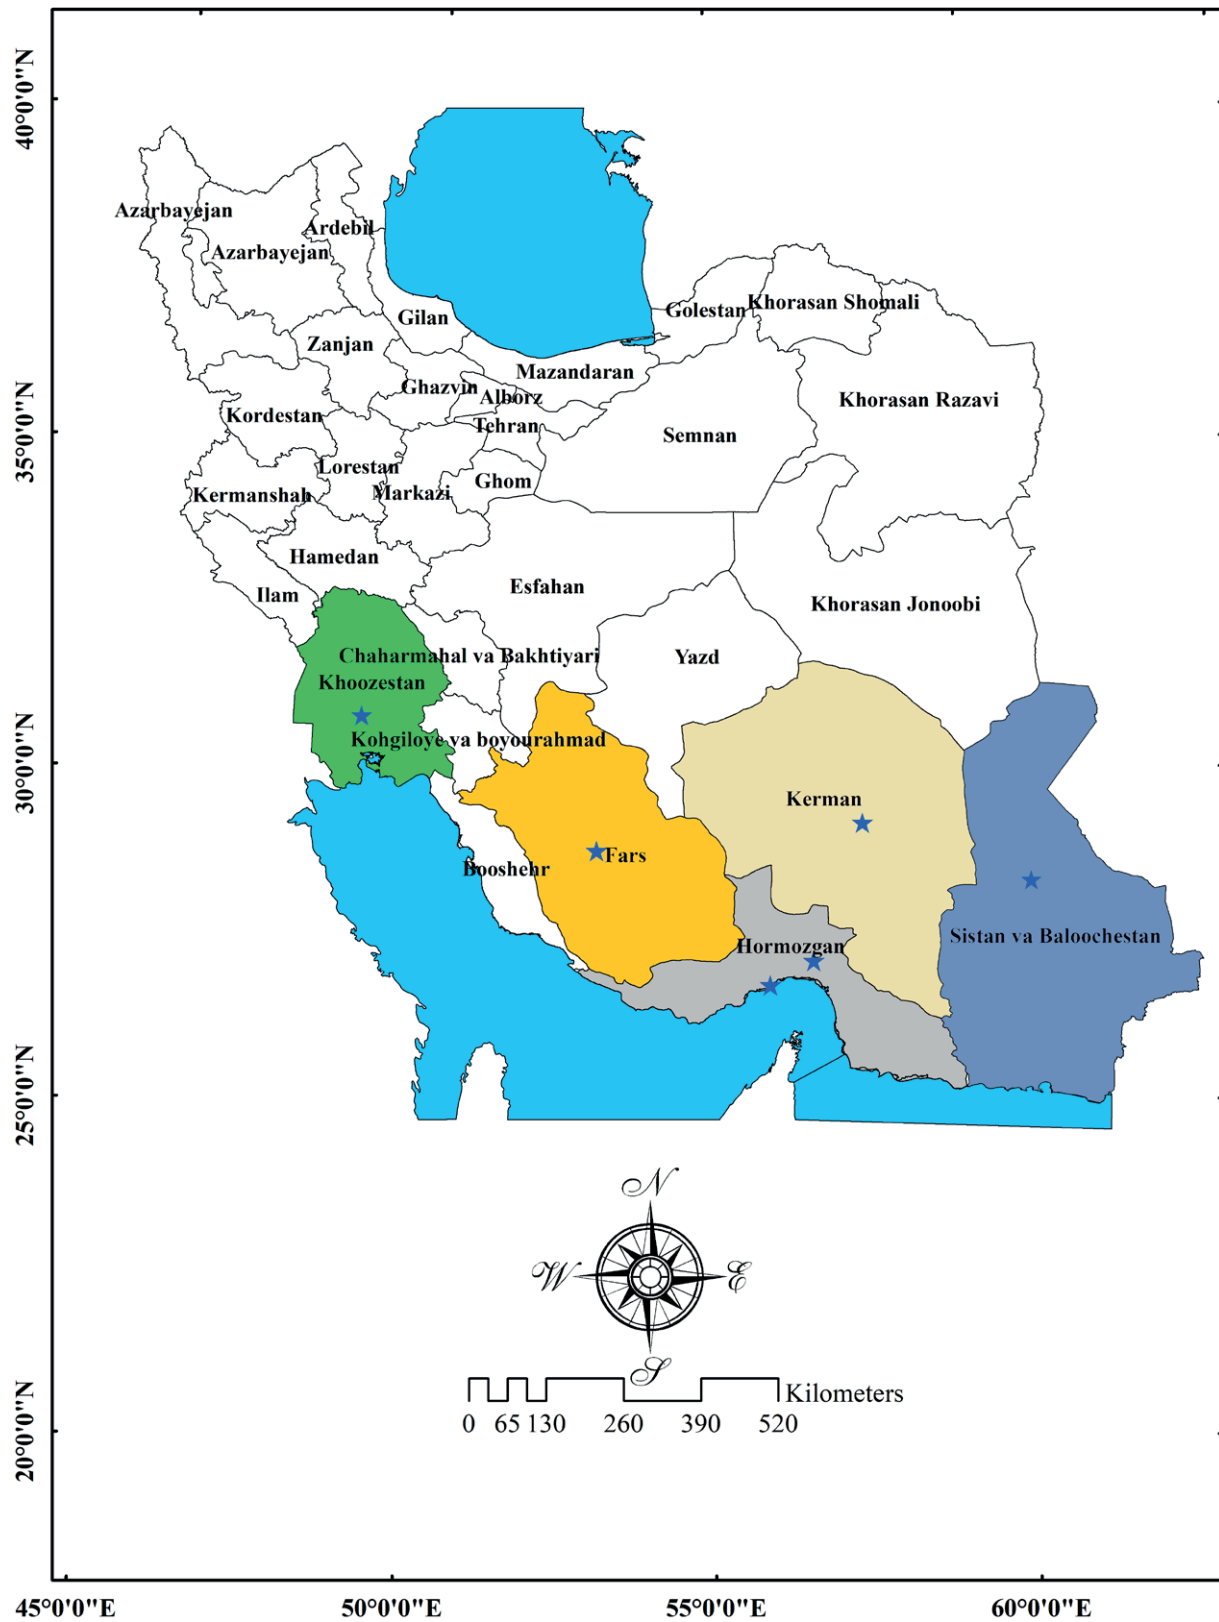 40°0'0"N
35°0'0"N
30°0'0"N
25°0'0"N
20°0'0"N
Azarbayejan
Ardebil
Azarbayejan
Gilan
Golestan
Khorasan Shomali
Zanjan
Mazandaran
Ghazvin
Alborz
Khorasan Razavi
Kordestan
Tehran
Semnan
Lorestan
Kermanshah
Markazi
Ghom
Hamedan
Esfahan
Ilam
Khorasan Jonoobi
Chaharmahal va Bakhtiyari
Yazd
Khoozestan
Kohgiloye va boyourahmad
Kerman
Fars
Booshehr
Hormozgan
Sistan va Baloochestan
N
W
E
S
Kilometers
0 65 130 260 390 520
45°0'0"E 50°0'0"E 55°0'0"E 60°0'0"E